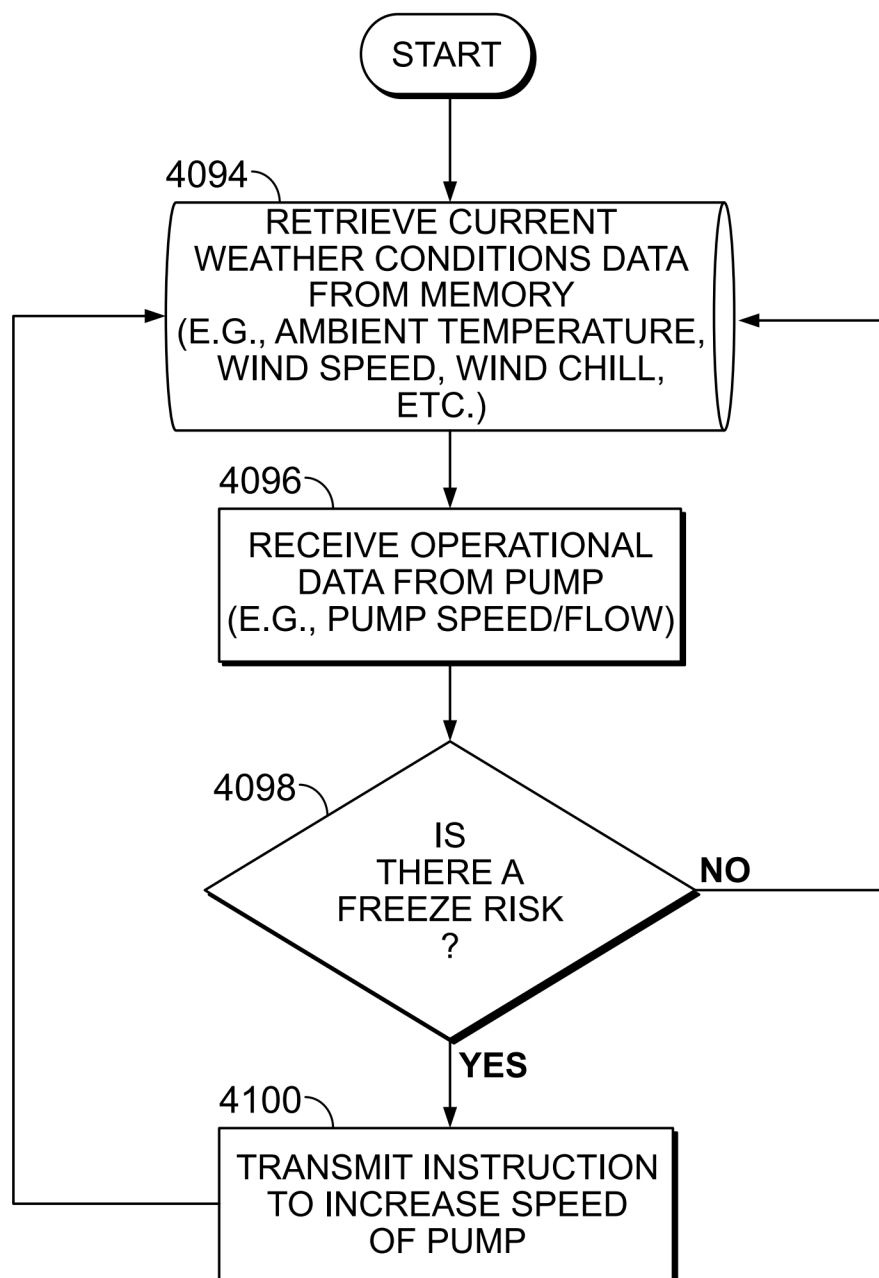 START
4094
RETRIEVE CURRENT
WEATHER CONDITIONS DATA
FROM MEMORY
(E.G., AMBIENT TEMPERATURE,
WIND SPEED, WIND CHILL,
ETC.)
4096
RECEIVE OPERATIONAL
DATA FROM PUMP
(E.G., PUMP SPEED/FLOW)
4098
IS
THERE A
FREEZE RISK
?
NO
YES
4100
TRANSMIT INSTRUCTION
TO INCREASE SPEED
OF PUMP